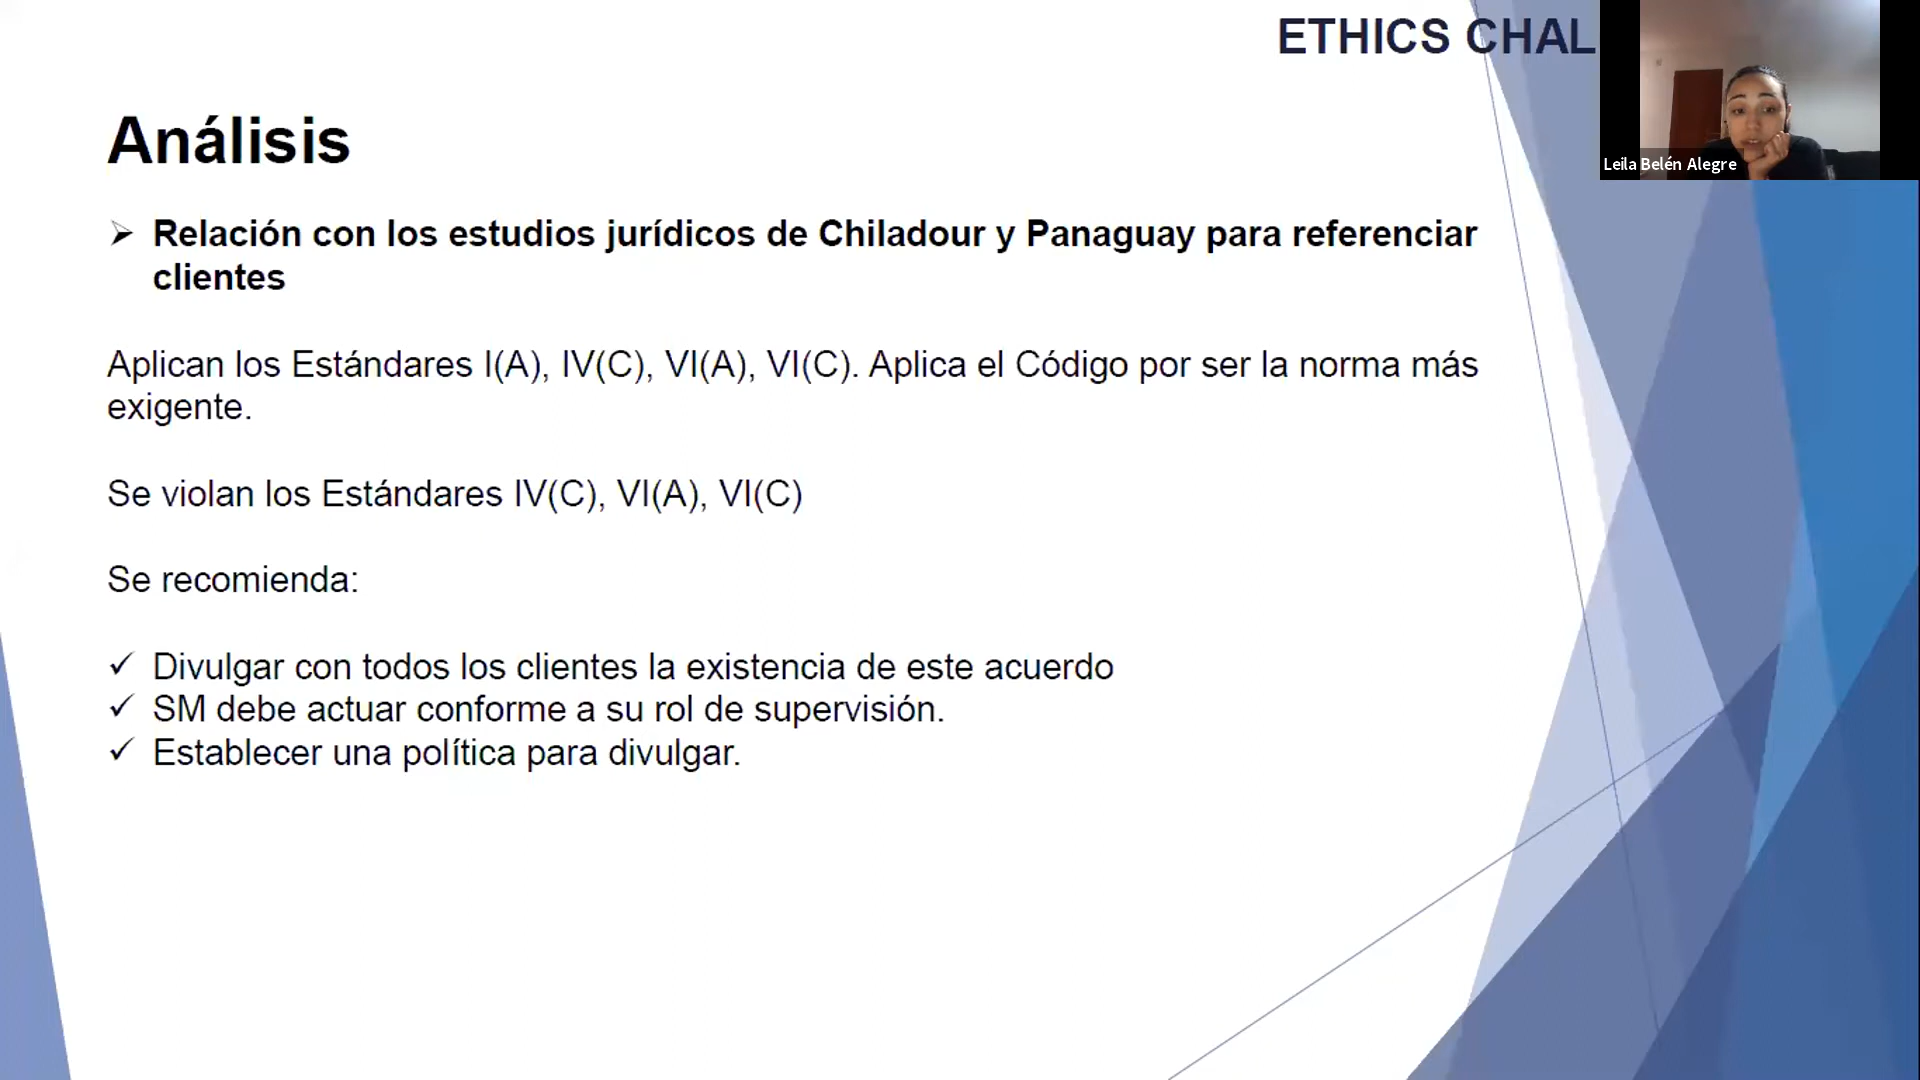 ETHICS CHAL
Leila Belén Alegre
Análisis
Relación con los estudios jurídicos de Chiladour y Panaguay para referenciar
clientes
Aplican los Estándares I(A), IV(C), VI(A), VI(C). Aplica el Código por ser la norma más
exigente.
Se violan los Estándares IV(C), VI(A), VI(C)
Se recomienda:
Divulgar con todos los clientes la existencia de este acuerdo
SM debe actuar conforme a su rol de supervisión.
Establecer una política para divulgar.